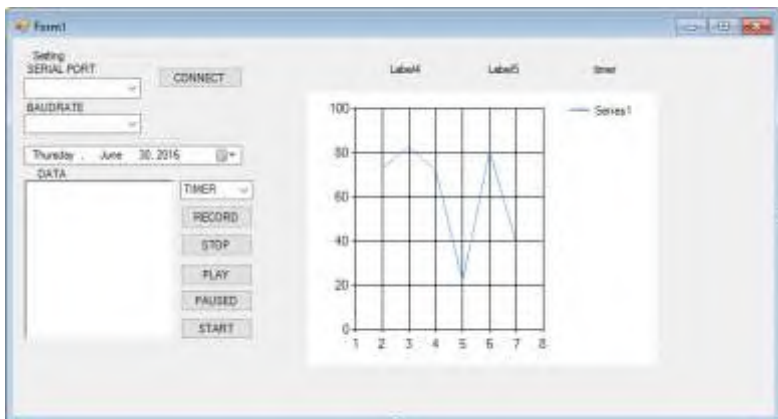 Form1
Setting
SERIAL PORT
CONNECT
BAUDRATE
Thursday , June 30, 2016
DATA
TIMER
RECORD
STOP
PLAY
PAUSED
START
Label4 Label5 timer
Series1
100
80
60
40
20
0
1 2 3 4 5 6 7 8